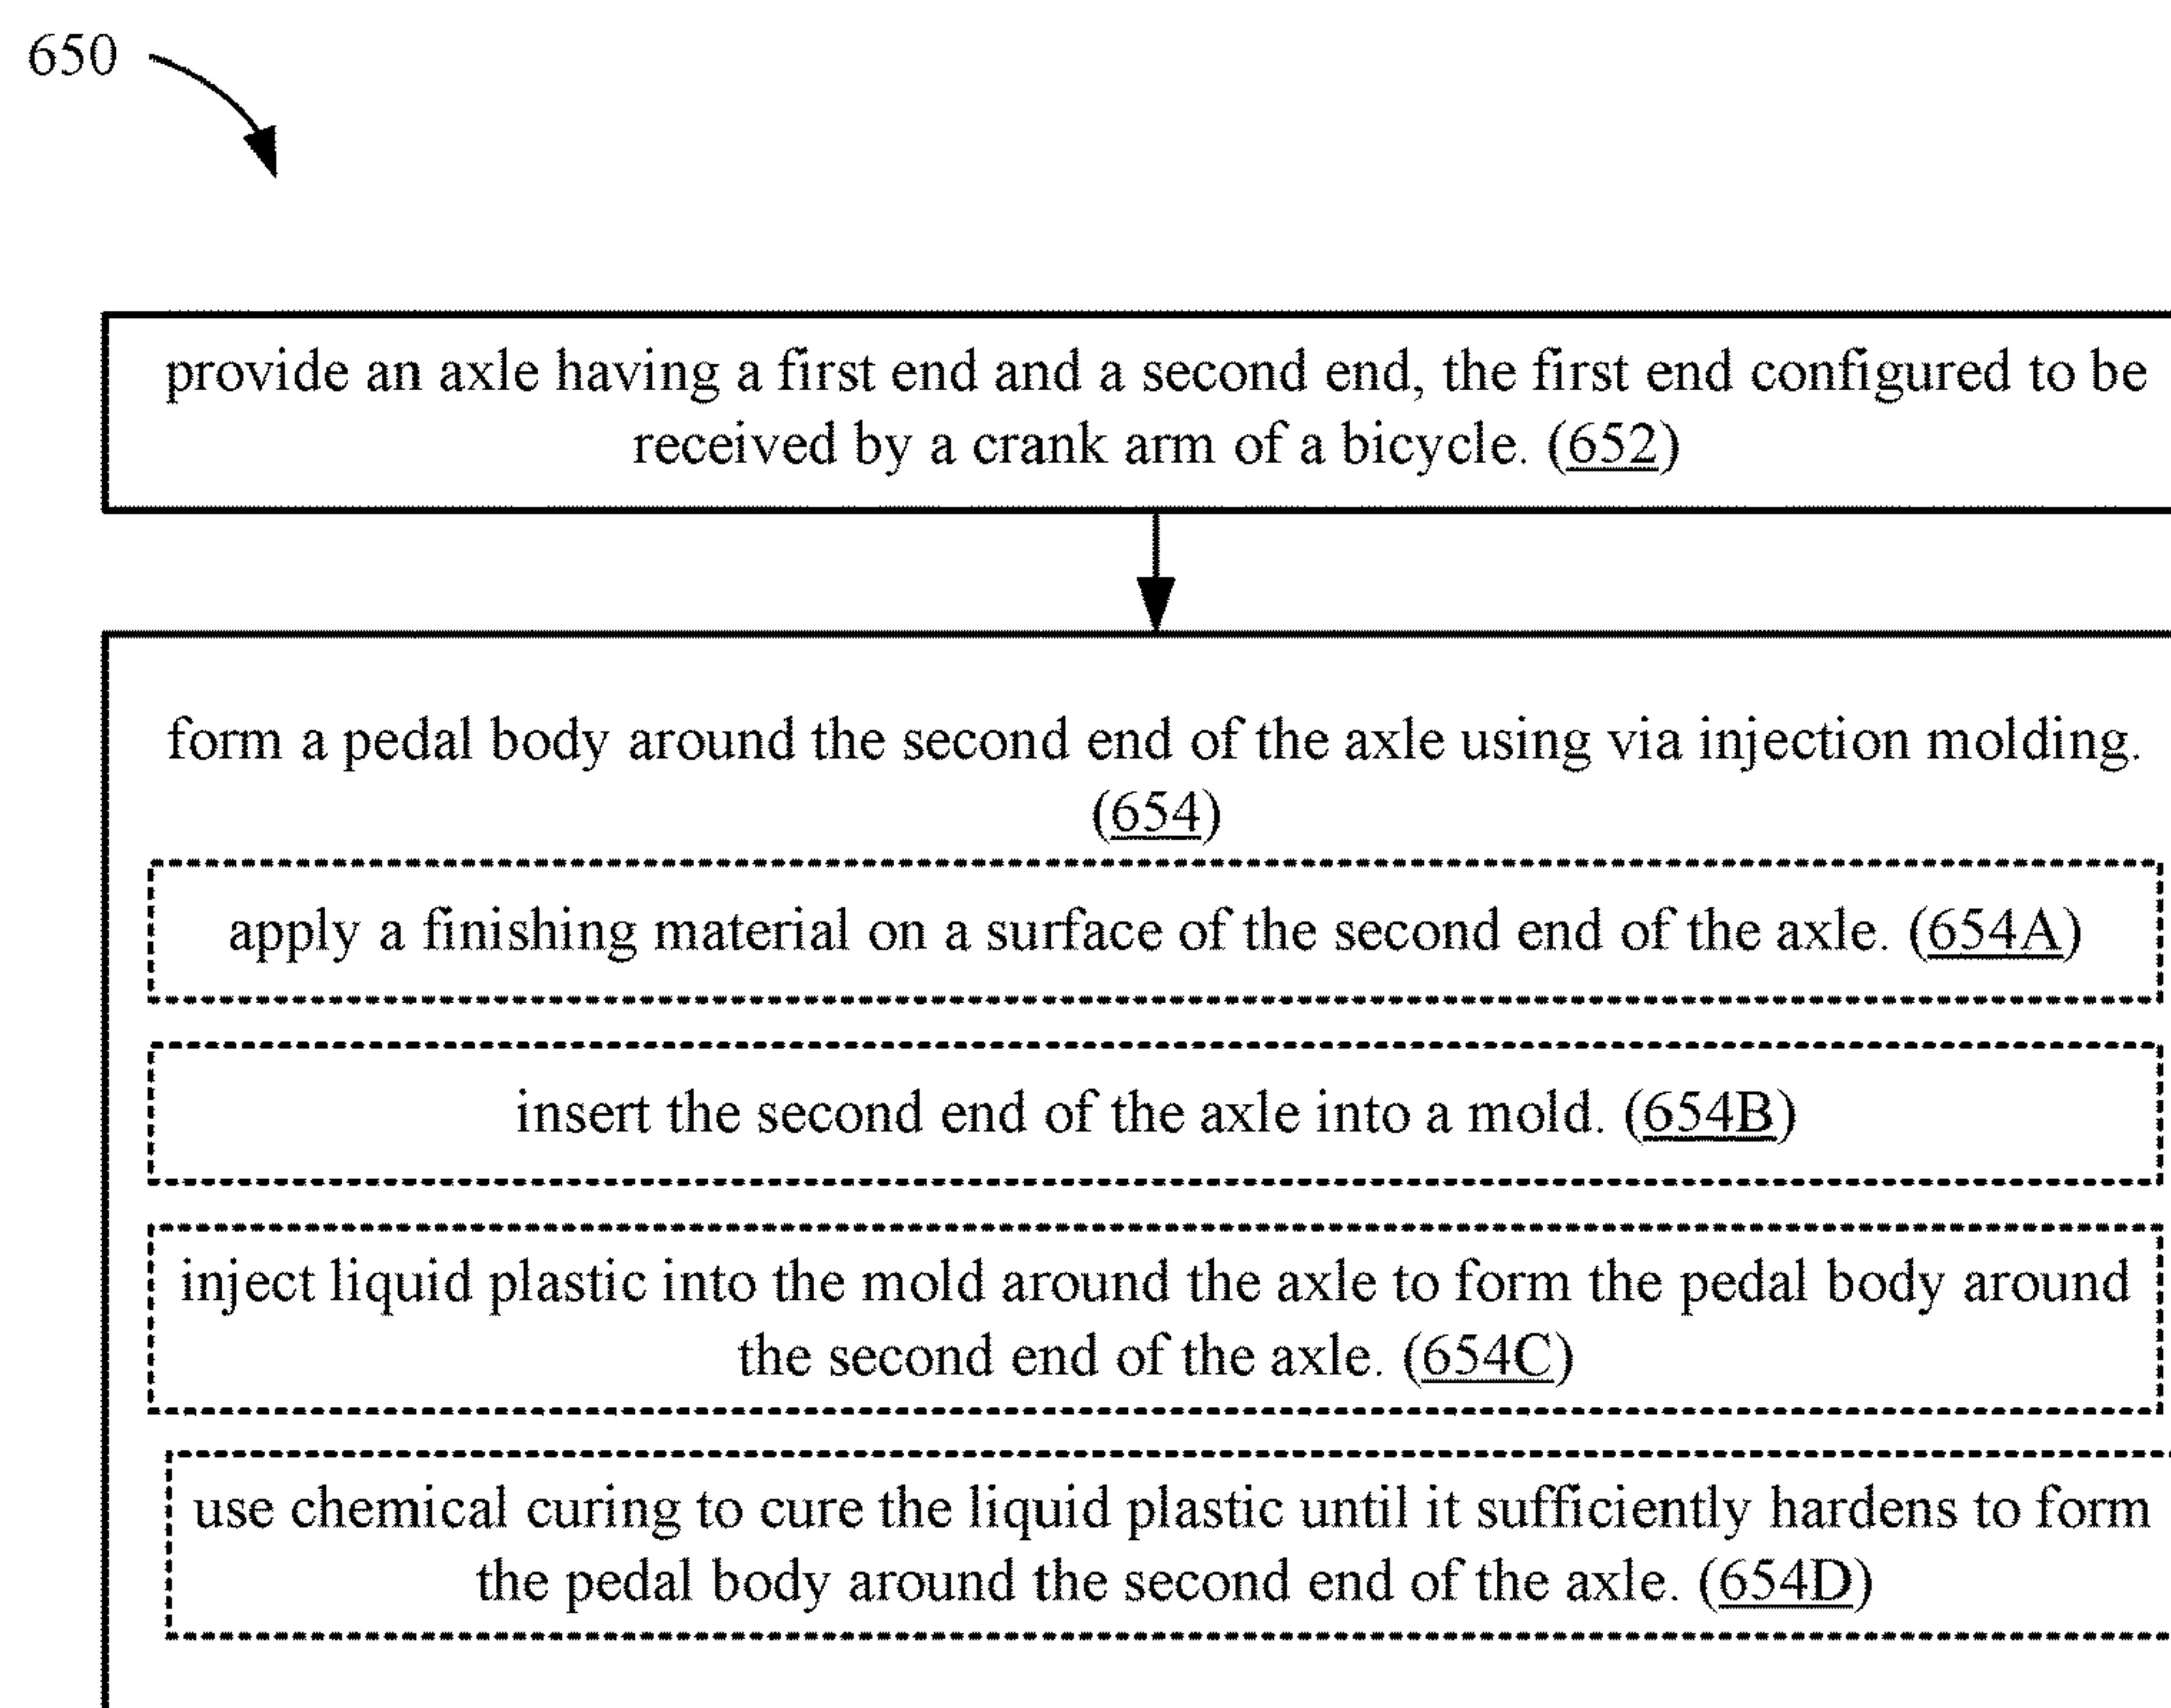 650
provide an axle having a first end and a second end, the first end configured to be
received by a crank arm of a bicycle. (652)
form a pedal body around the second end of the axle using via injection molding.
(654)
apply a finishing material on a surface of the second end of the axle. (654A)
insert the second end of the axle into a mold. (654B)
inject liquid plastic into the mold around the axle to form the pedal body around
the second end of the axle. (654C)
use chemical curing to cure the liquid plastic until it sufficiently hardens to form
the pedal body around the second end of the axle. (654D)